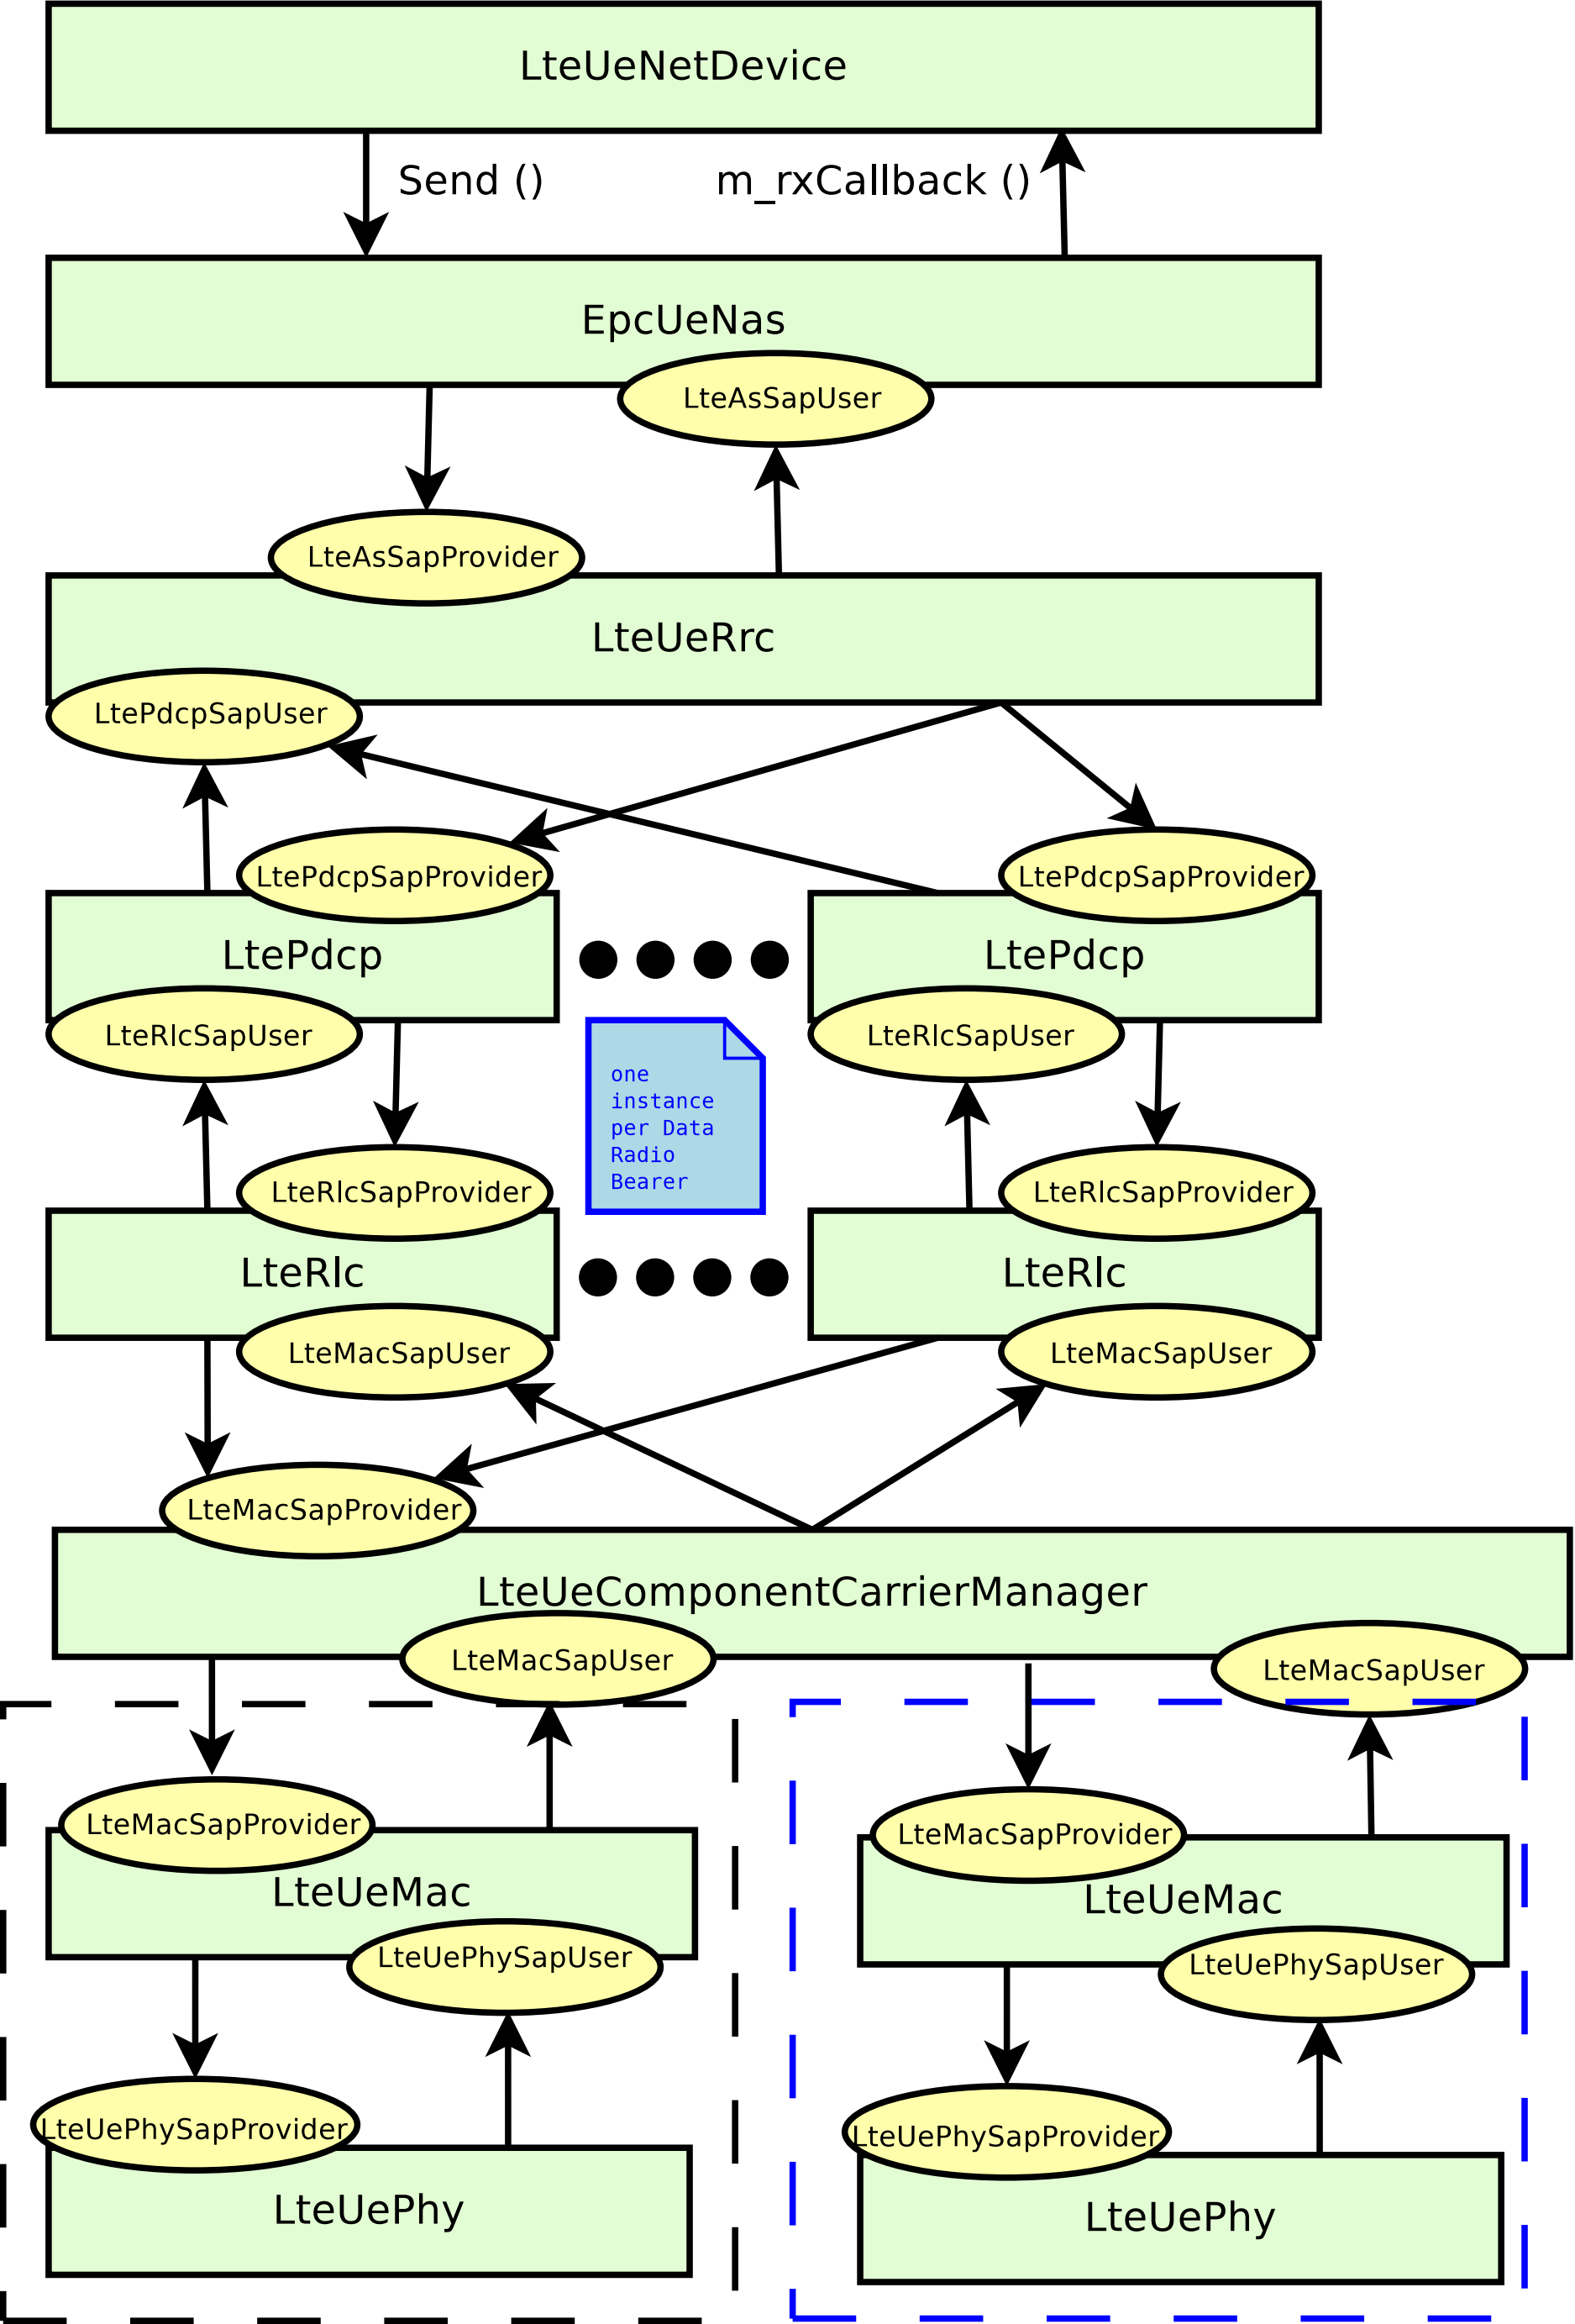 LteUeNetDevice
Send ()
m_rxCallback ()
EpcUeNas
LteAsSapUser
LteAsSapProvider
LteUeRrc
LtePdcpSapUser
LtePdcpSapProvider
LtePdcpSapProvider
LtePdcp
LtePdcp
LteRlcSapUser
LteRlcSapUser
one
instance
per Data
Radio
Bearer
LteRlcSapProvider
LteRlcSapProvider
LteRlc
LteRlc
LteMacSapUser
LteMacSapUser
LteMacSapProvider
LteUeComponentCarrierManager
LteMacSapUser
LteMacSapUser
LteMacSapProvider
LteMacSapProvider
LteUeMac
LteUeMac
LteUePhySapUser
LteUePhySapUser
LteUePhySapProvider
LteUePhySapProvider
LteUePhy
LteUePhy